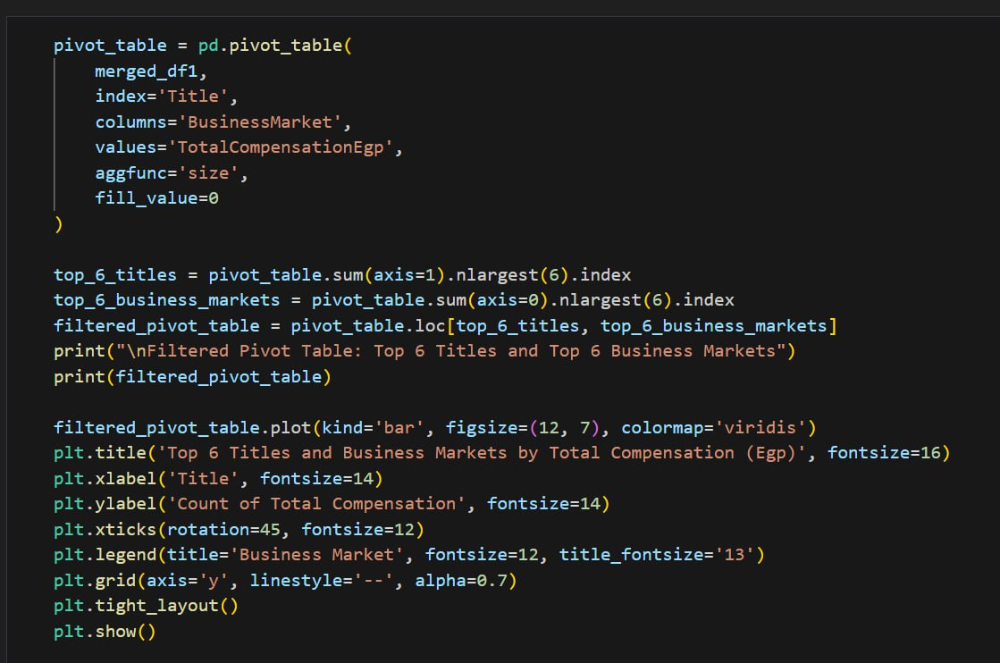 pivot_table = pd.pivot_table(
    merged_df1,
    index='Title',
    columns='BusinessMarket',
    values='TotalCompensationEgp',
    aggfunc='size',
    fill_value=0
)

top_6_titles = pivot_table.sum(axis=1).nlargest(6).index
top_6_business_markets = pivot_table.sum(axis=0).nlargest(6).index
filtered_pivot_table = pivot_table.loc[top_6_titles, top_6_business_markets]
print("\nFiltered Pivot Table: Top 6 Titles and Top 6 Business Markets")
print(filtered_pivot_table)

filtered_pivot_table.plot(kind='bar', figsize=(12, 7), colormap='viridis')
plt.title('Top 6 Titles and Business Markets by Total Compensation (Egp)', fontsize=16)
plt.xlabel('Title', fontsize=14)
plt.ylabel('Count of Total Compensation', fontsize=14)
plt.xticks(rotation=45, fontsize=12)
plt.legend(title='Business Market', fontsize=12, title_fontsize='13')
plt.grid(axis='y', linestyle='--', alpha=0.7)
plt.tight_layout()
plt.show()